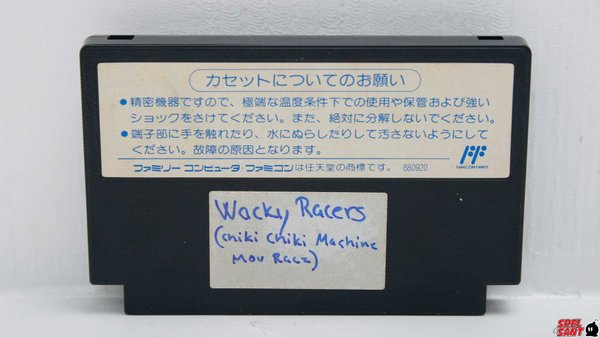 カセットについてのお願い
●精密機器ですので、極端な温度条件下での使用や保管および強い
ショックをさけてください。また、絶対に分解しないでください。
●端子部に手を触れたり、水にぬらしたりして汚さないようにして
ください。故障の原因となります。
ファミリーコンピュータ・ファミコンは任天堂の商標です。 880920
FAMICOM FAMILY
Wacky Racers
(Chiki Chiki Machine
Mou Race)
SASL
SANT